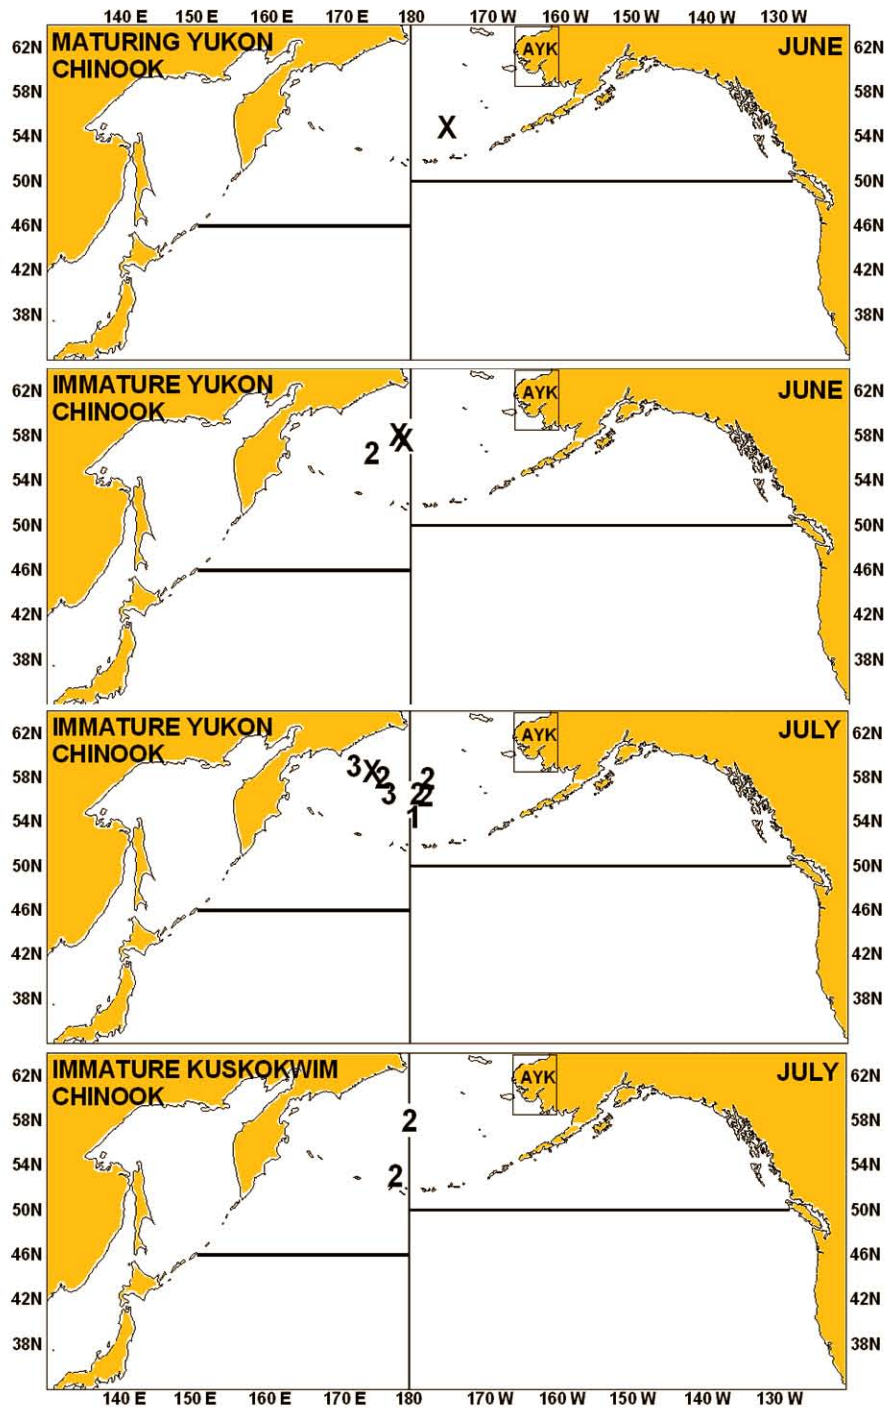 140 E 150 E 160 E 170 E 180 170 W 160 W 150 W 140 W 130 W
MATURING YUKON
CHINOOK
AYK
JUNE
62N 62N
58N 58N
54N 54N
X
50N 50N
46N 46N
42N 42N
38N 38N
IMMATURE YUKON
CHINOOK
AYK
JUNE
62N 62N
58N 58N
X X
2
54N 54N
50N 50N
46N 46N
42N 42N
38N 38N
IMMATURE YUKON
CHINOOK
AYK
JULY
62N 62N
58N 58N
3 X 2 2
3 2 2
1
54N 54N
50N 50N
46N 46N
42N 42N
38N 38N
IMMATURE KUSKOKWIM
CHINOOK
AYK
JULY
62N 62N
58N 58N
2
54N 54N
2
50N 50N
46N 46N
42N 42N
38N 38N
140 E 150 E 160 E 170 E 180 170 W 160 W 150 W 140 W 130 W